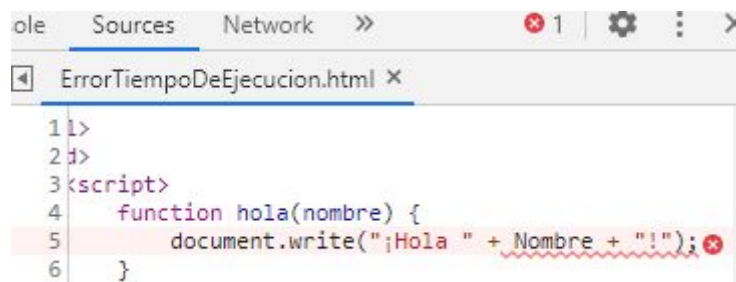 ole Sources Network » 1
ErrorTiempoDeEjecucion.html ×
1 l>
2 d>
3 <script>
4 function hola(nombre) {
5 document.write("¡Hola " + Nombre + "!");
6 }